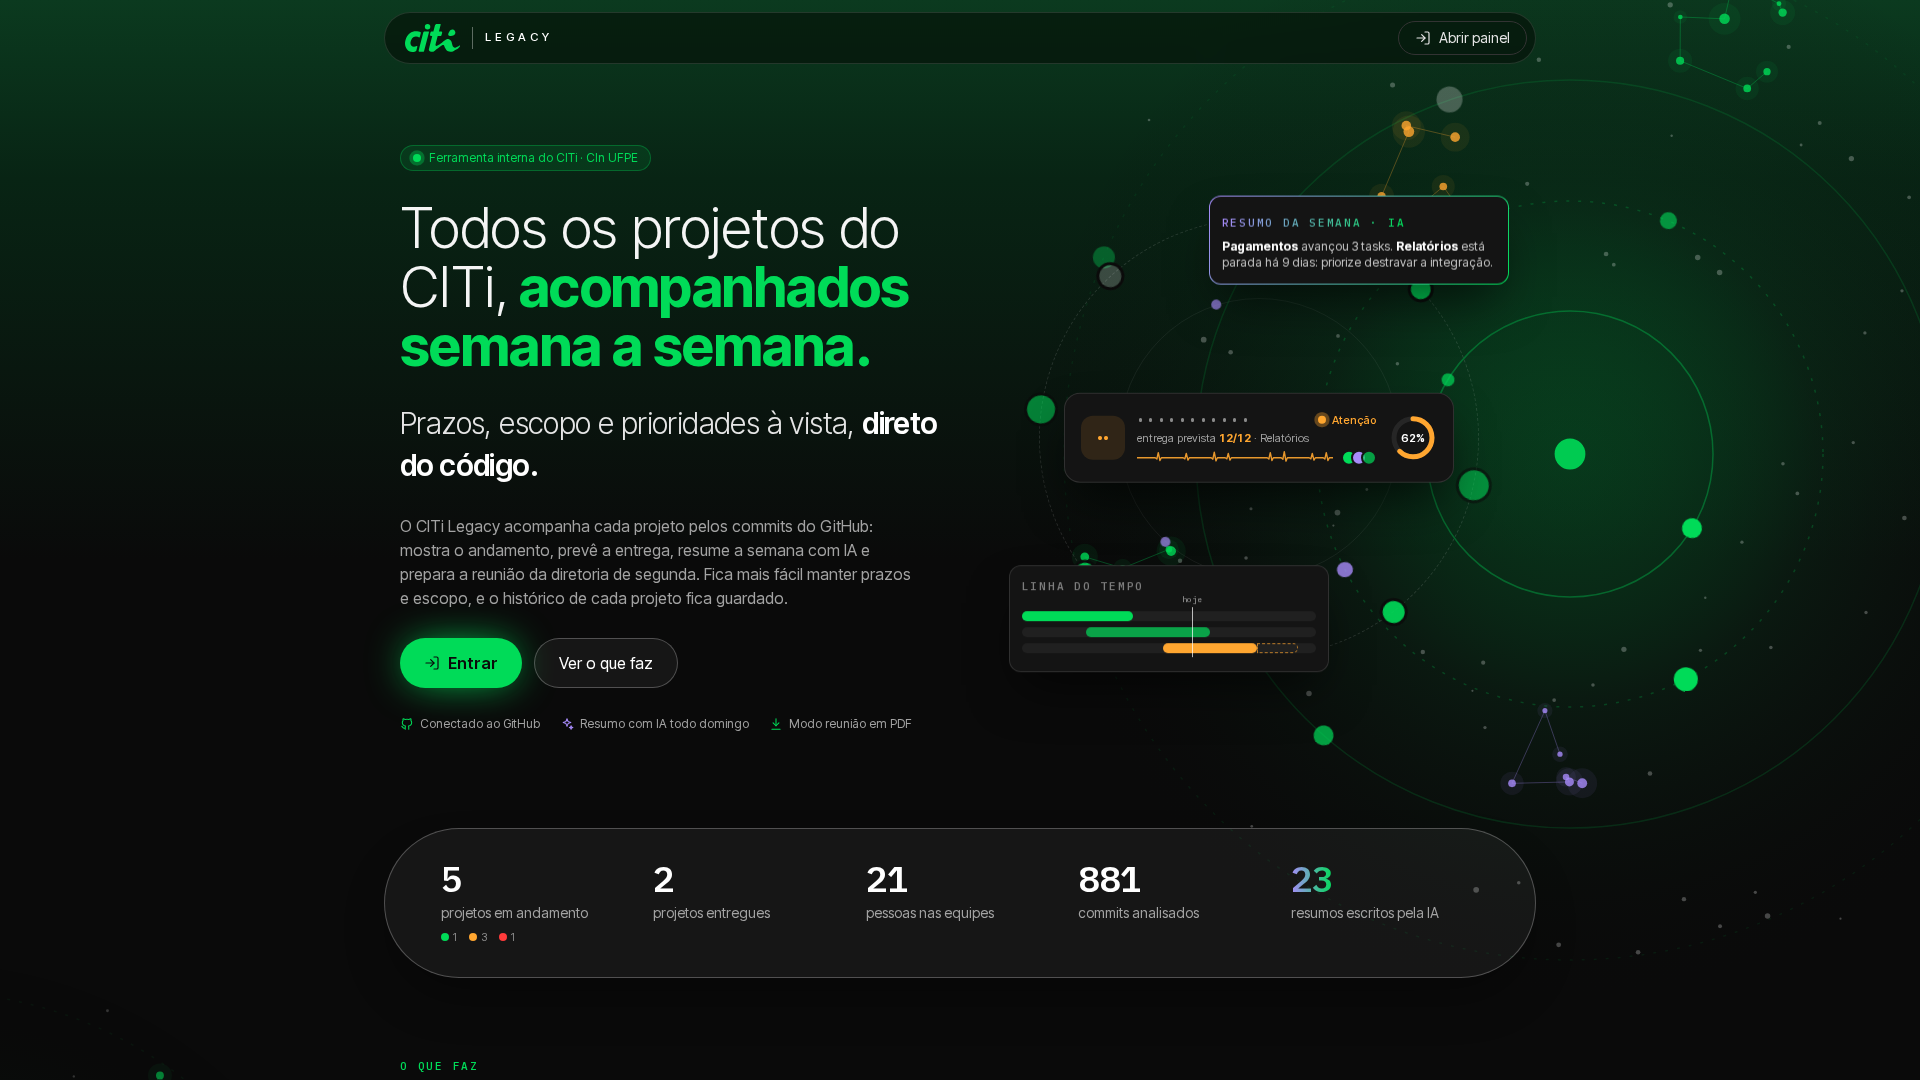 citi
LEGACY
Abrir painel
Ferramenta interna do CITi · CIn UFPE
Todos os projetos do
CITi, acompanhados
semana a semana.
Prazos, escopo e prioridades à vista, direto
do código.
O CITi Legacy acompanha cada projeto pelos commits do GitHub:
mostra o andamento, prevê a entrega, resume a semana com IA e
prepara a reunião da diretoria de segunda. Fica mais fácil manter prazos
e escopo, e o histórico de cada projeto fica guardado.
Entrar
Ver o que faz
Conectado ao GitHub
Resumo com IA todo domingo
Modo reunião em PDF
RESUMO DA SEMANA · IA
Pagamentos avançou 3 tasks. Relatórios está
parada há 9 dias: priorize destravar a integração.
Atenção
entrega prevista 12/12 · Relatórios
62%
LINHA DO TEMPO
hoje
5
projetos em andamento
1 3 1
2
projetos entregues
21
pessoas nas equipes
881
commits analisados
23
resumos escritos pela IA
O QUE FAZ